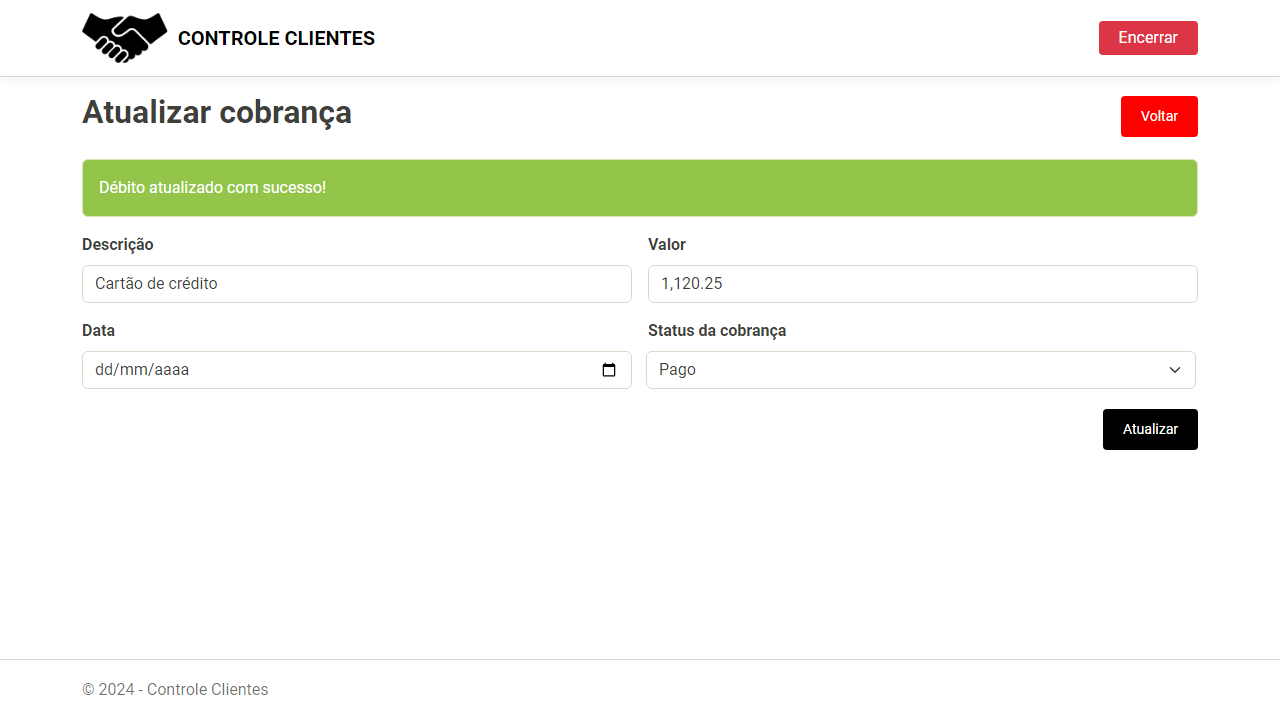 CONTROLE CLIENTES
Encerrar
Atualizar cobrança
Voltar
Débito atualizado com sucesso!
Descrição
Valor
Cartão de crédito
1,120.25
Data
Status da cobrança
dd/mm/aaaa
Pago
Atualizar
© 2024 - Controle Clientes